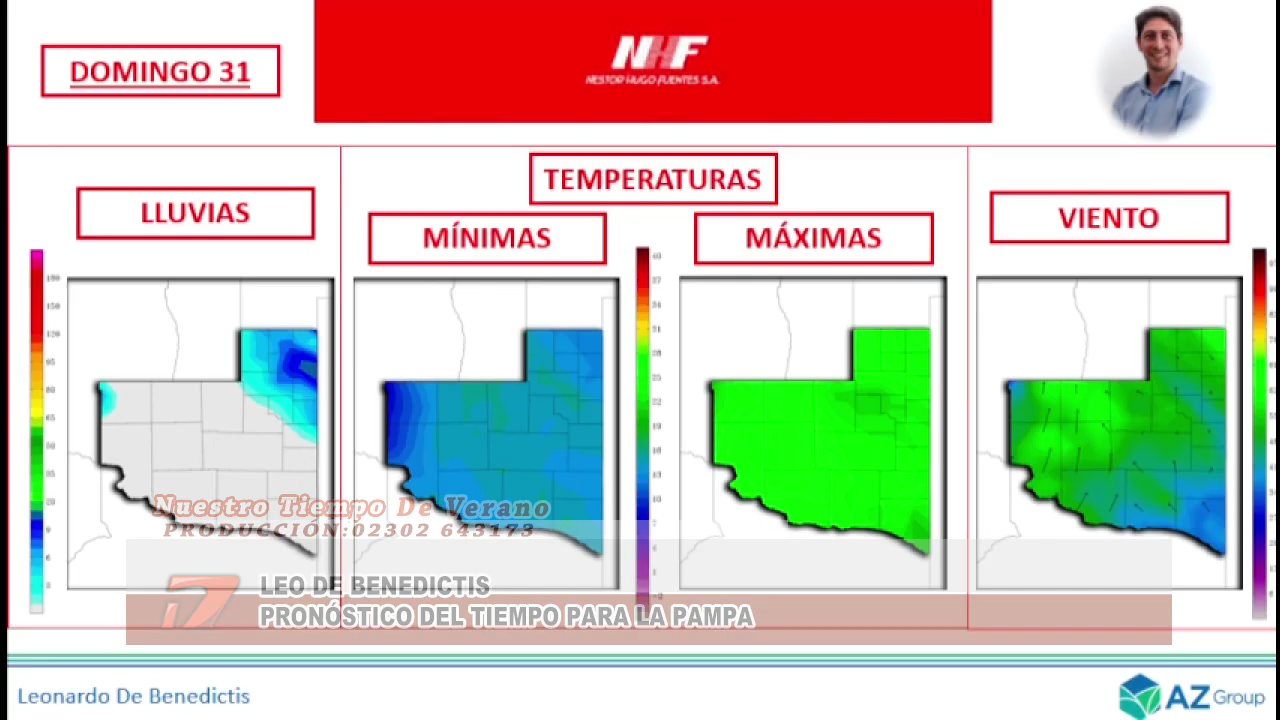 DOMINGO 31
NHF
NESTOR HUGO FUENTES S.A.
TEMPERATURAS
LLUVIAS
MÍNIMAS
MÁXIMAS
VIENTO
Nuestro Tiempo De Verano
PRODUCCIÓN:02302 643173
LEO DE BENEDICTIS
PRONÓSTICO DEL TIEMPO PARA LA PAMPA
Leonardo De Benedictis
AZ Group